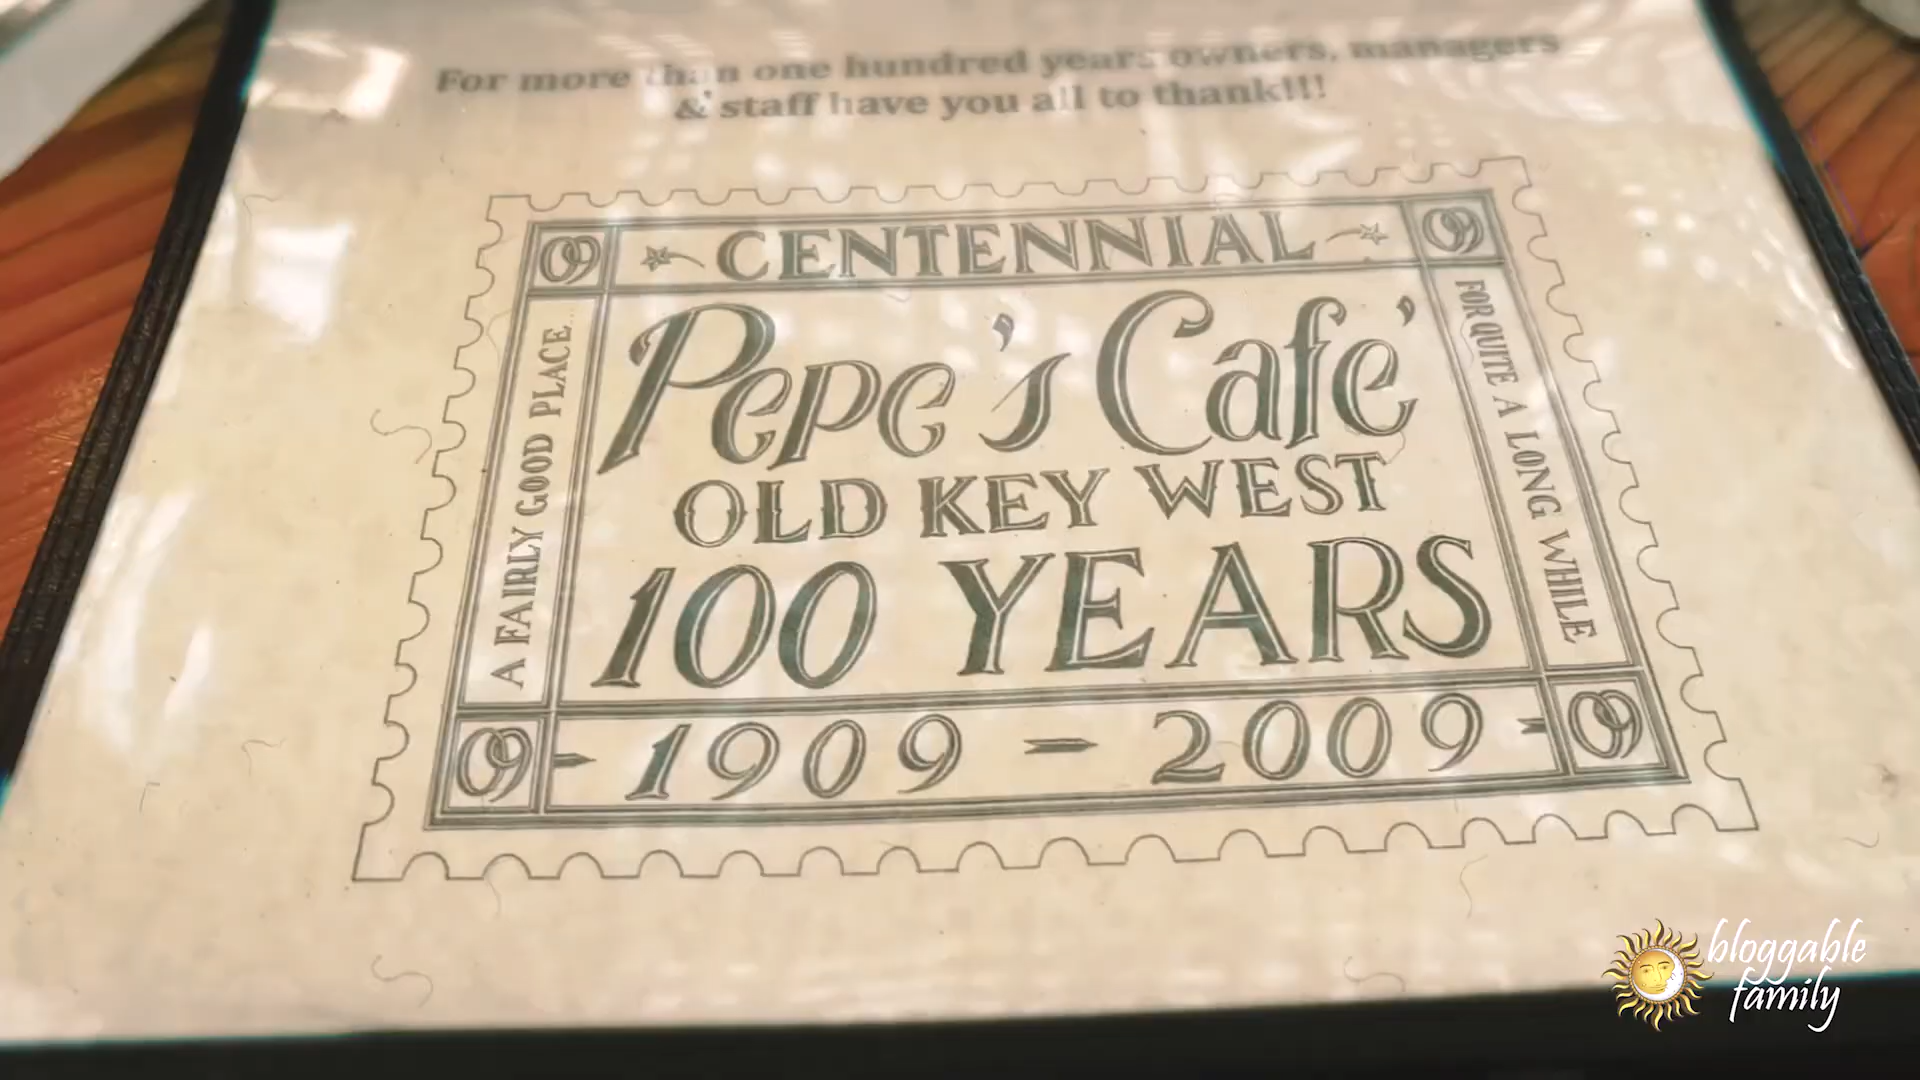 For more than one hundred years owners, managers
& staff have you all to thank!!!
09 CENTENNIAL 09
A FAIRLY GOOD PLACE...
Pepe's Cafe'
OLD KEY WEST
100 YEARS
FOR QUITE A LONG WHILE
09 - 1909 - 2009 - 09
bloggable
family